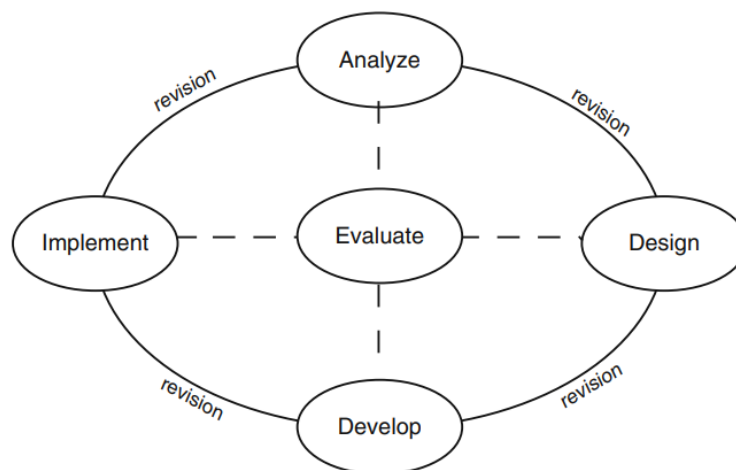 Analyze
revision
revision
Implement
Evaluate
Design
revision
revision
Develop